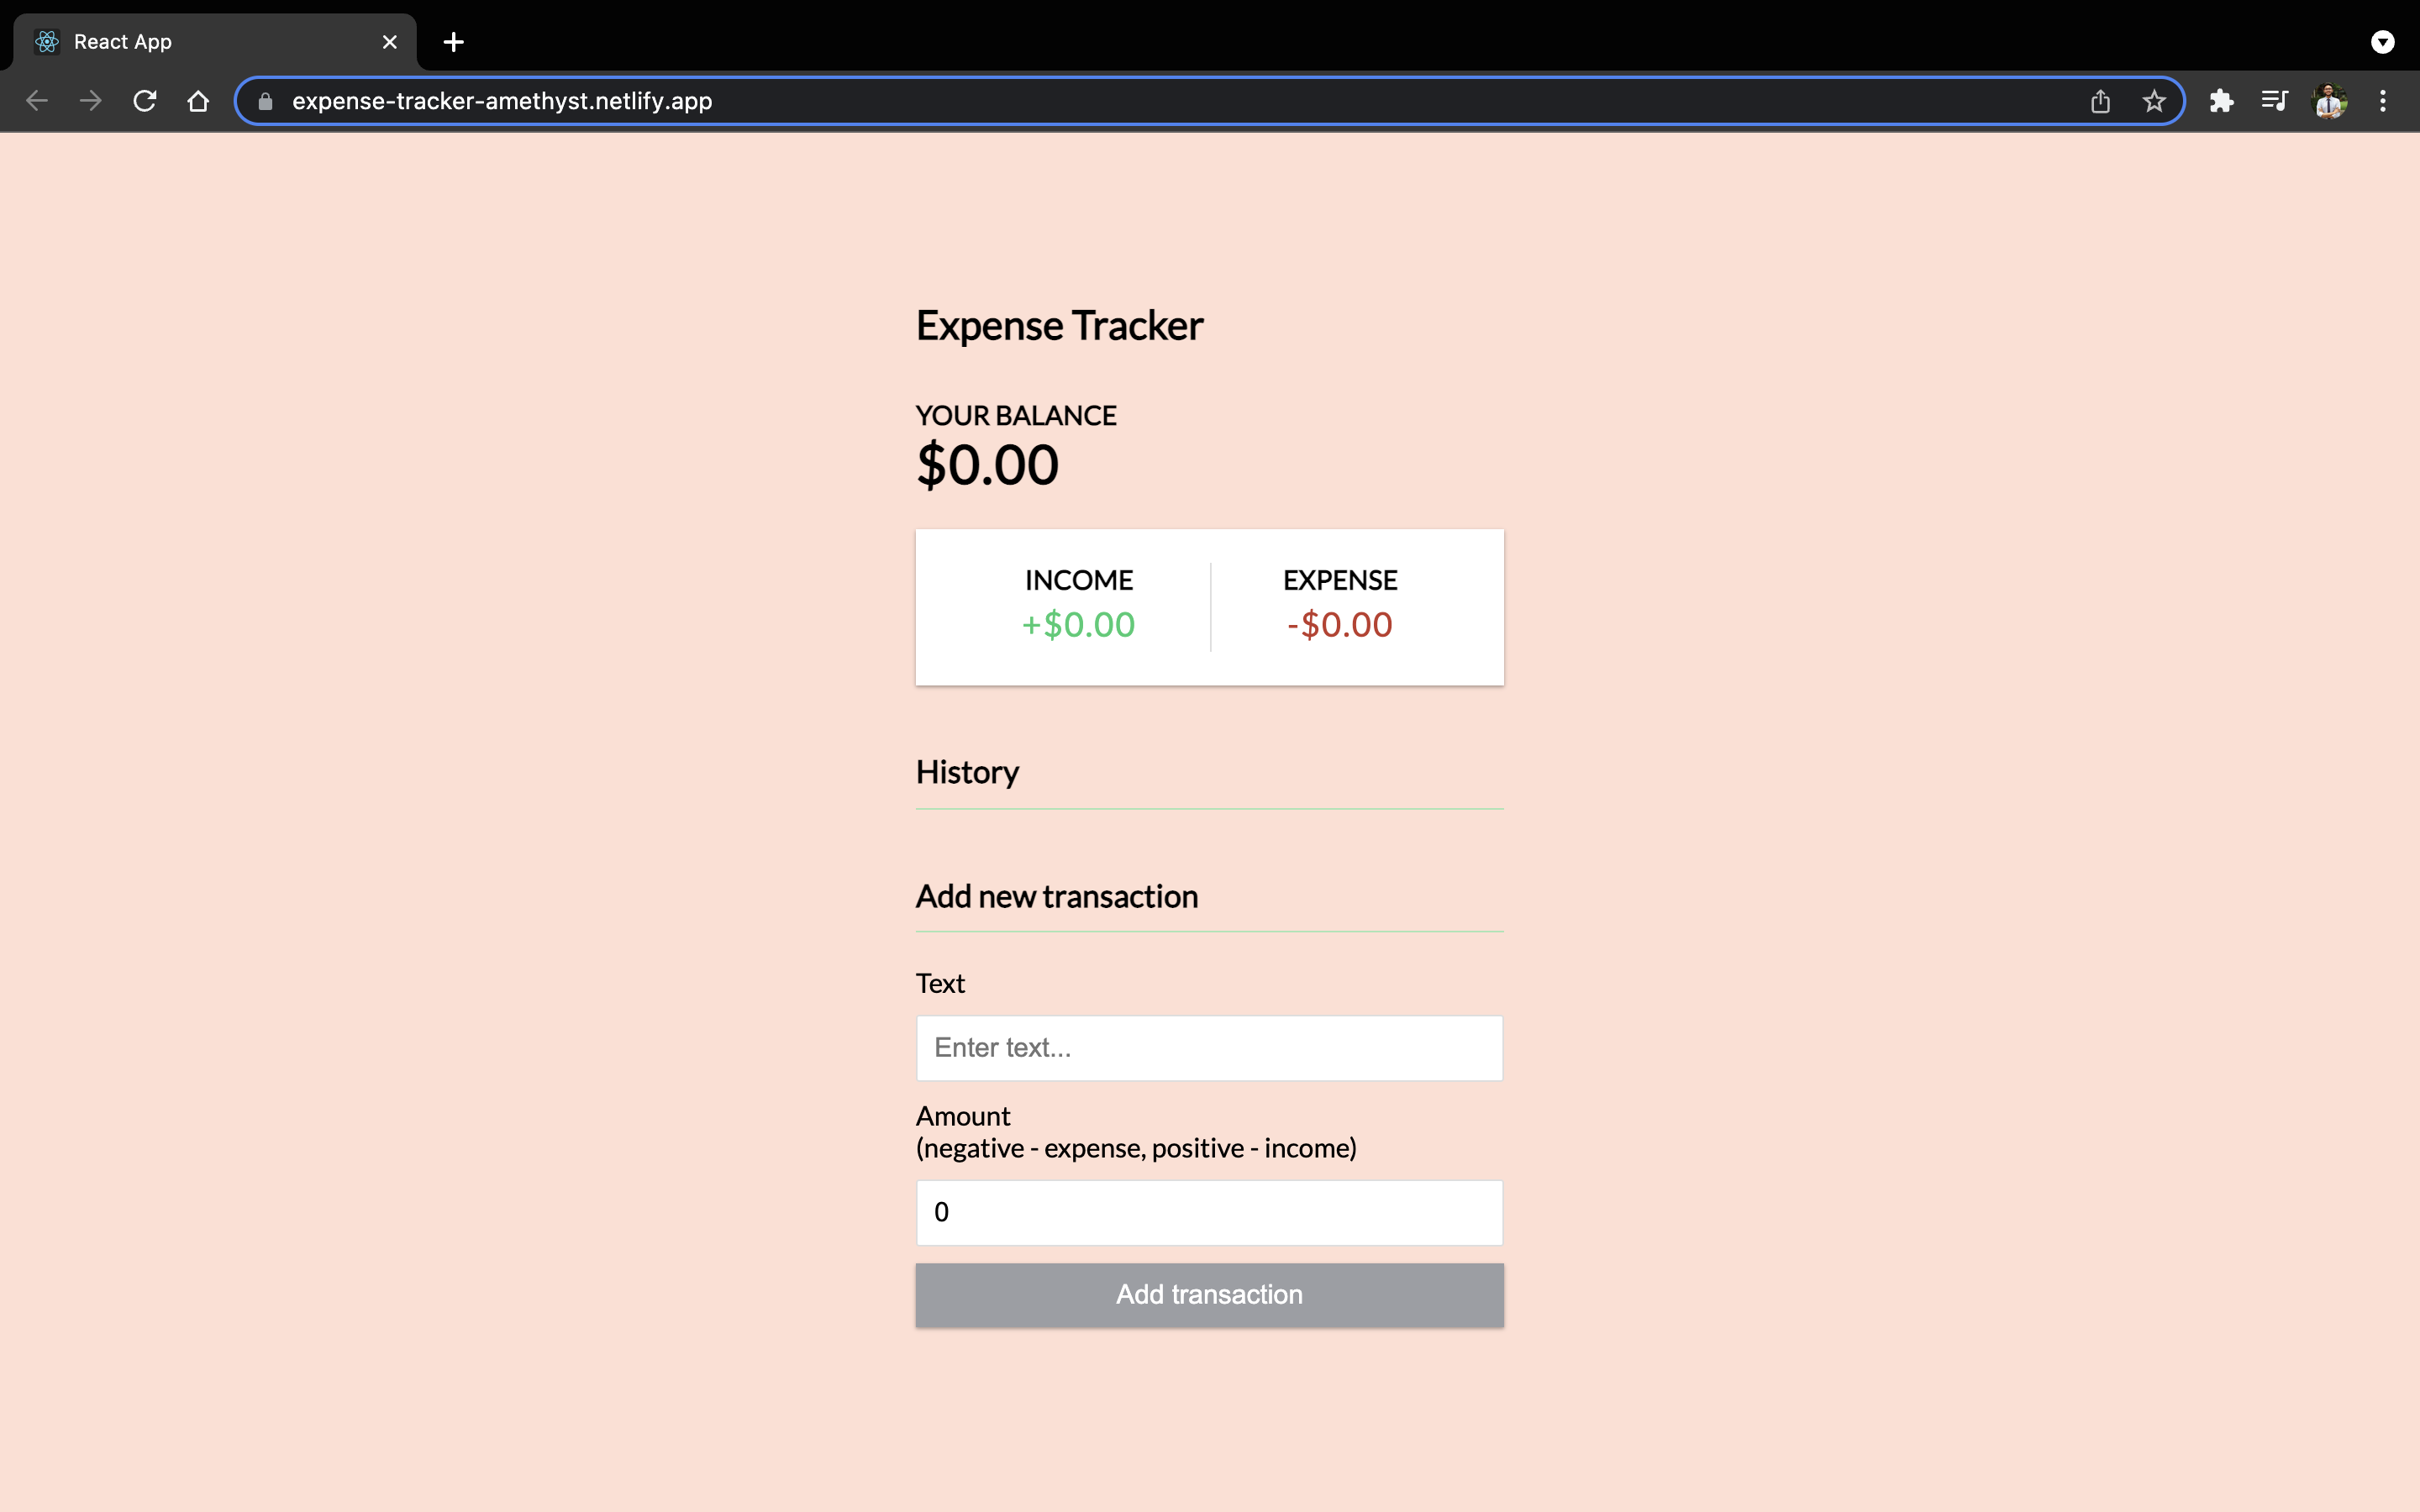 React App
expense-tracker-amethyst.netlify.app
Expense Tracker
YOUR BALANCE
$0.00
INCOME
EXPENSE
+$0.00
-$0.00
History
Add new transaction
Text
Enter text...
Amount
(negative - expense, positive - income)
0
Add transaction